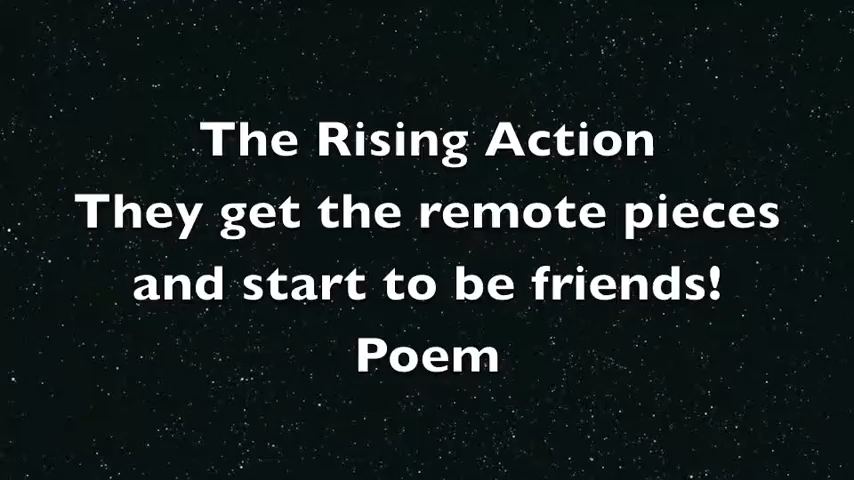 The Rising Action
They get the remote pieces
and start to be friends!
Poem